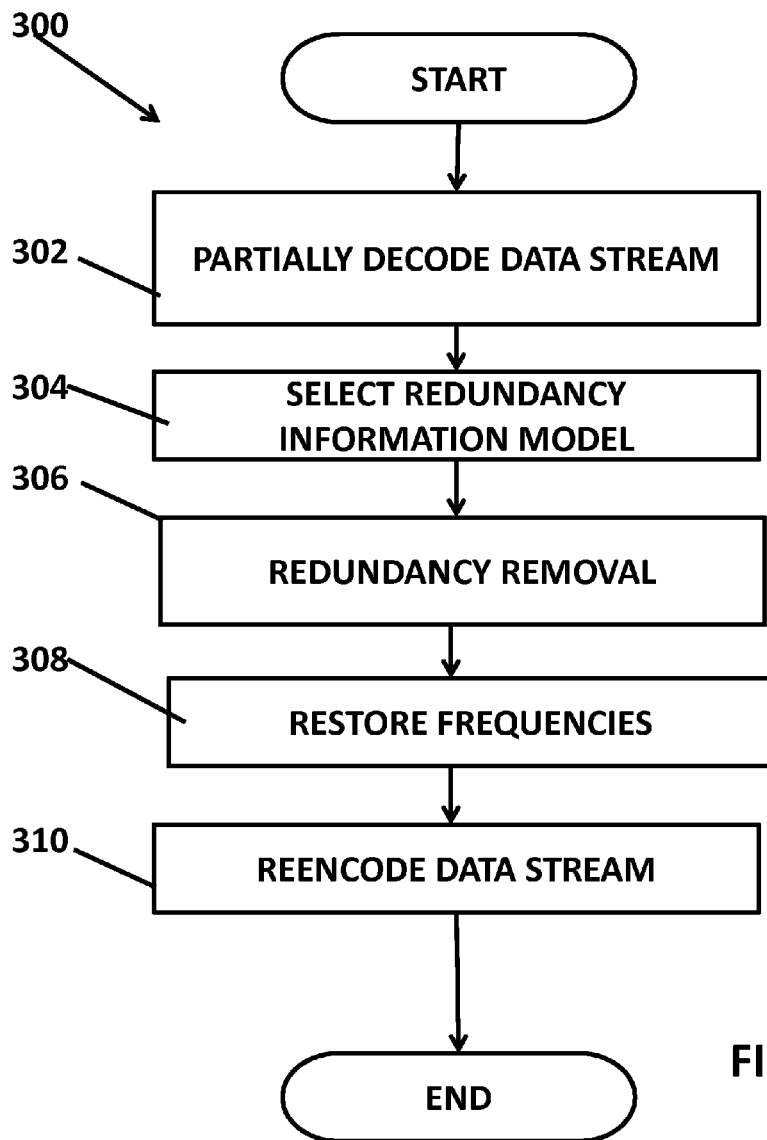 300
START
302
PARTIALLY DECODE DATA STREAM
304
SELECT REDUNDANCY
INFORMATION MODEL
306
REDUNDANCY REMOVAL
308
RESTORE FREQUENCIES
310
REENCODE DATA STREAM
FI
END